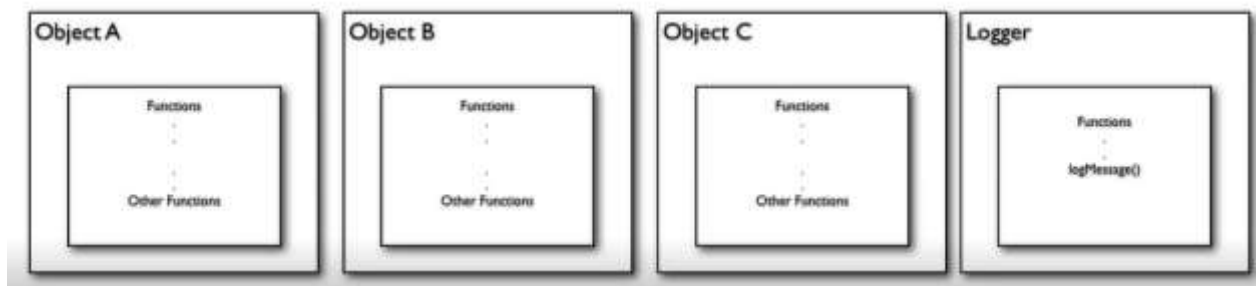 Object A
Functions
Other Functions
Object B
Functions
Other Functions
Object C
Functions
Other Functions
Logger
Functions
logMessage()